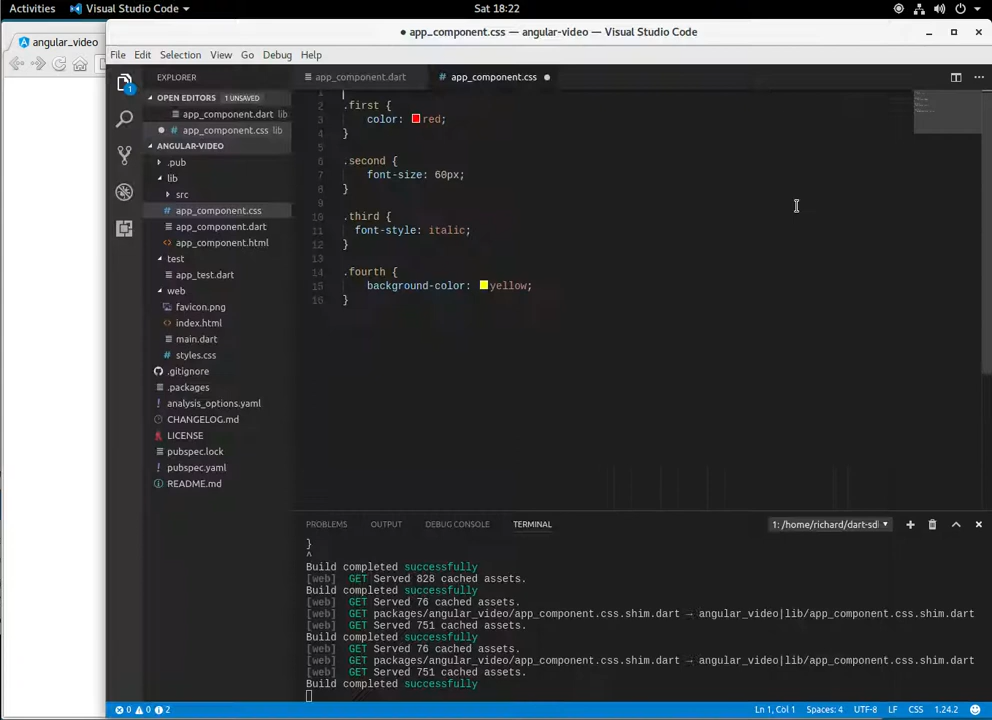 Activities Visual Studio Code Sat 18:22
angular_video
● app_component.css — angular-video — Visual Studio Code
File Edit Selection View Go Debug Help
EXPLORER
OPEN EDITORS 1 UNSAVED
app_component.dart lib
app_component.css lib
ANGULAR-VIDEO
.pub
lib
src
app_component.css
app_component.dart
app_component.html
test
app_test.dart
web
favicon.png
index.html
main.dart
styles.css
.gitignore
.packages
analysis_options.yaml
CHANGELOG.md
LICENSE
pubspec.lock
pubspec.yaml
README.md
1
app_component.dart app_component.css
1
2 .first {
3 color: red;
4 }
5
6 .second {
7 font-size: 60px;
8 }
9
10 .third {
11 font-style: italic;
12 }
13
14 .fourth {
15 background-color: yellow;
16 }
PROBLEMS OUTPUT DEBUG CONSOLE TERMINAL 1: /home/richard/dart-sdk
}
^
Build completed successfully
[web] GET Served 828 cached assets.
Build completed successfully
[web] GET Served 76 cached assets.
[web] GET packages/angular_video/app_component.css.shim.dart → angular_video|lib/app_component.css.shim.dart
[web] GET Served 751 cached assets.
Build completed successfully
[web] GET Served 76 cached assets.
[web] GET packages/angular_video/app_component.css.shim.dart → angular_video|lib/app_component.css.shim.dart
[web] GET Served 751 cached assets.
Build completed successfully
0 0 2 Ln 1, Col 1 Spaces: 4 UTF-8 LF CSS 1.24.2